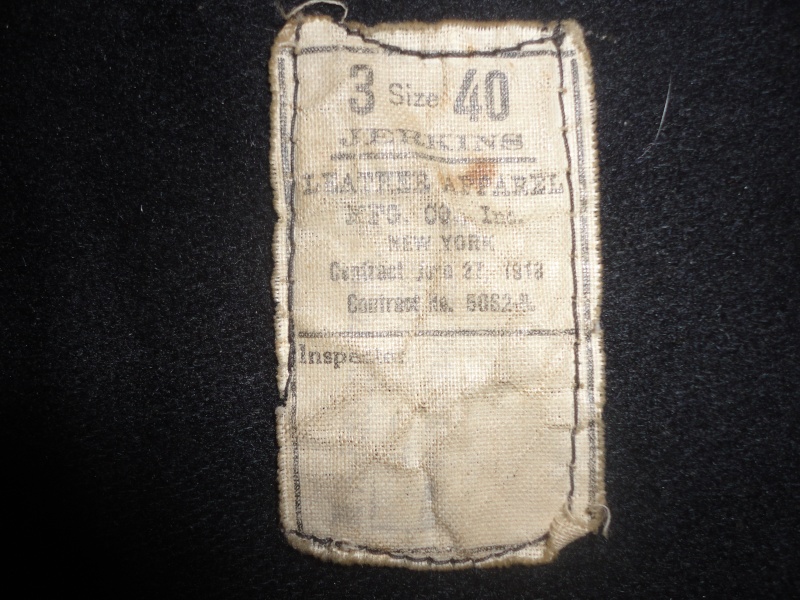 3 Size 40
JERKINS
LEATHER APPAREL
MFG. CO., Inc.
NEW YORK
Contract June 27, 1918
Contract No. 5062-A
Inspector